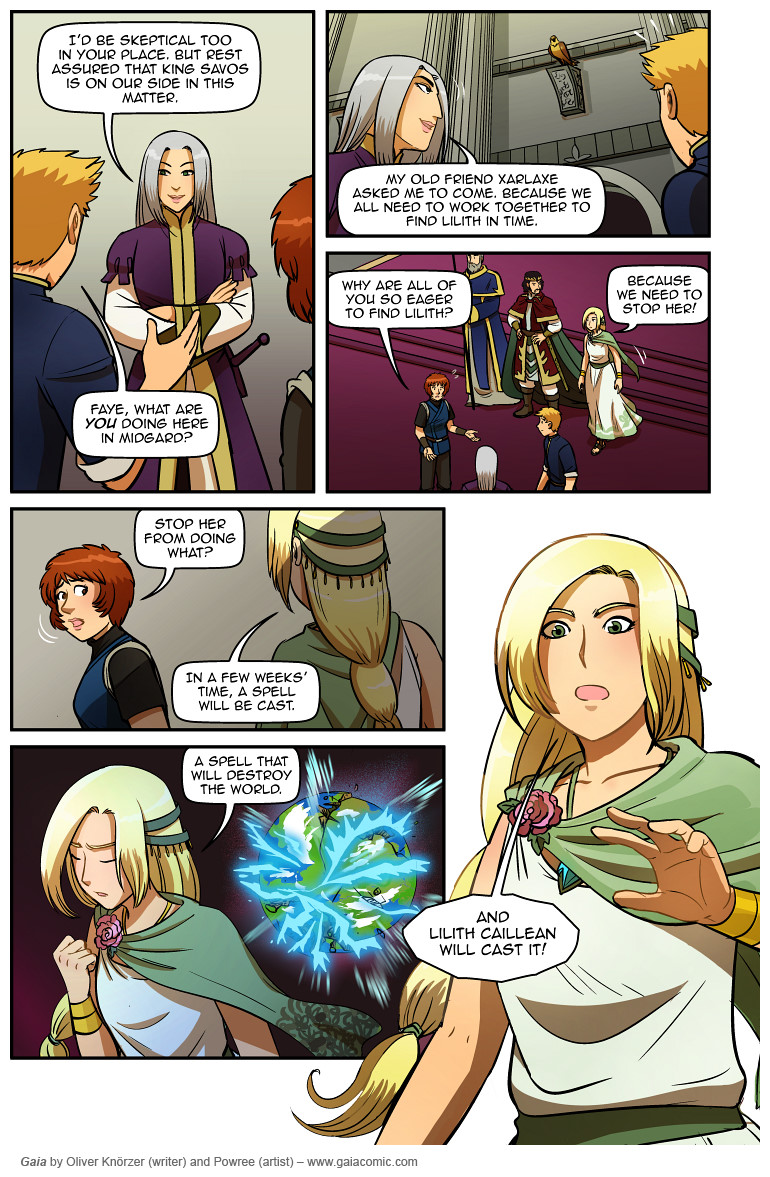 I'D BE SKEPTICAL TOO
IN YOUR PLACE. BUT REST
ASSURED THAT KING SAVOS
IS ON OUR SIDE IN THIS
MATTER.
FAYE, WHAT ARE
YOU DOING HERE
IN MIDGARD?
MY OLD FRIEND XARLAXE
ASKED ME TO COME. BECAUSE WE
ALL NEED TO WORK TOGETHER TO
FIND LILITH IN TIME.
WHY ARE ALL OF
YOU SO EAGER
TO FIND LILITH?
BECAUSE
WE NEED TO
STOP HER!
STOP HER
FROM DOING
WHAT?
IN A FEW WEEKS'
TIME, A SPELL
WILL BE CAST.
A SPELL THAT
WILL DESTROY
THE WORLD.
AND
LILITH CAILLEAN
WILL CAST IT!
Gaia by Oliver Knörzer (writer) and Powree (artist) – www.gaiacomic.com